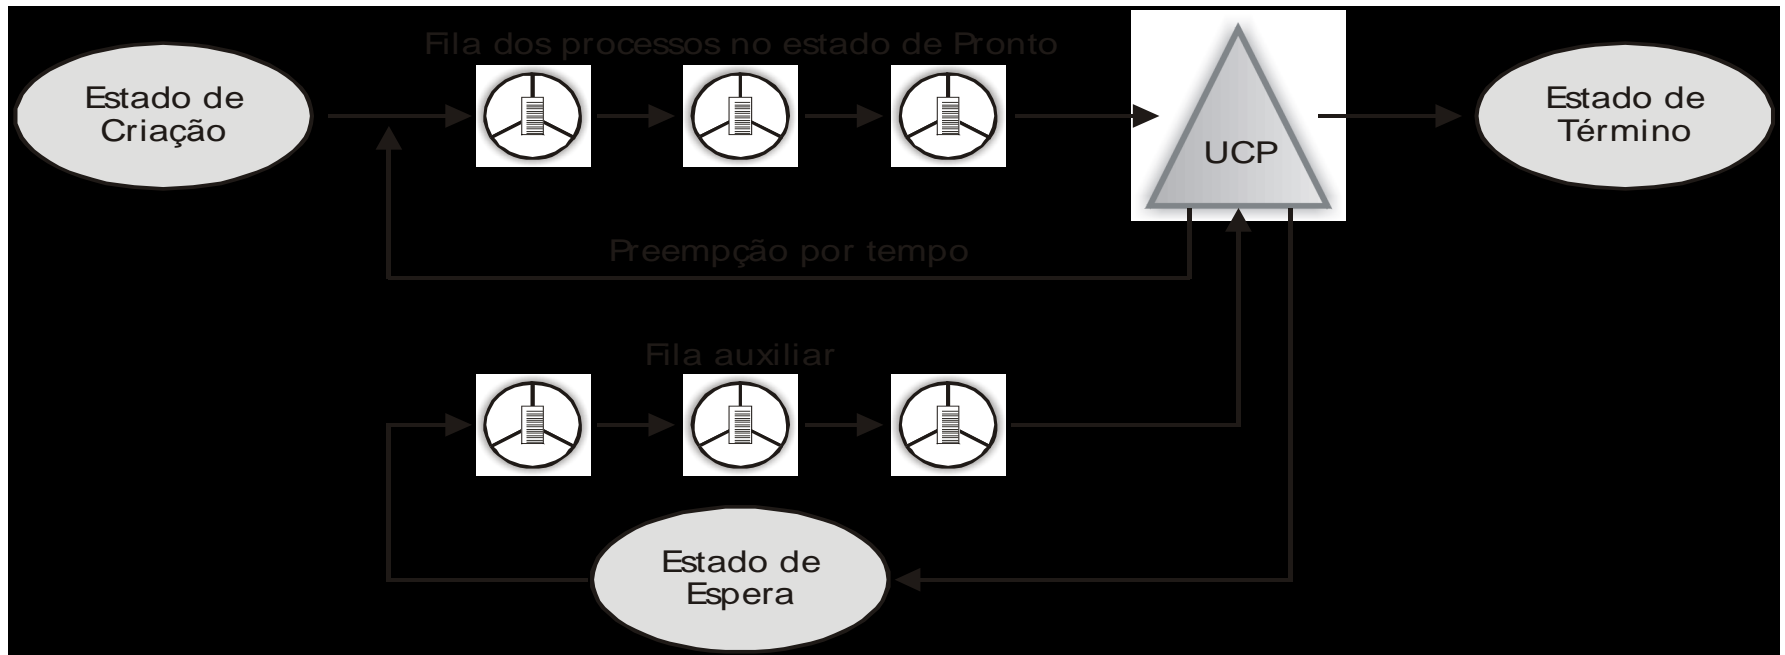 Fila dos processos no estado de Pronto
Estado de
Criação
UCP
Estado de
Término
Preempção por tempo
Fila auxiliar
Estado de
Espera